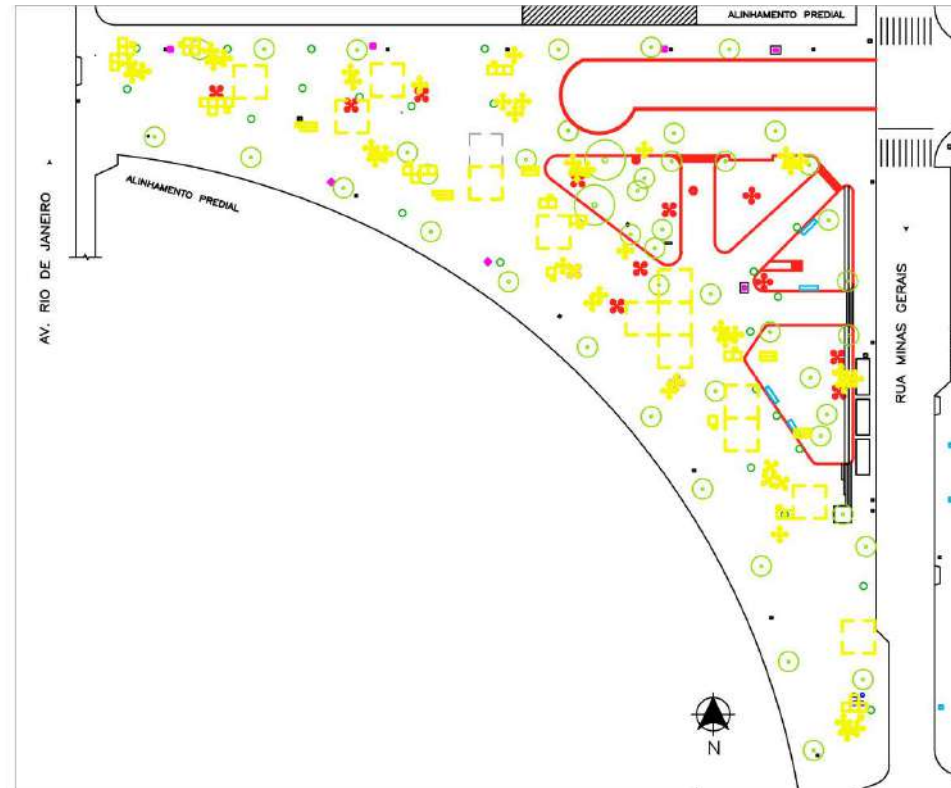 ALINHAMENTO PREDIAL
ALINHAMENTO PREDIAL
AV. RIO DE JANEIRO
RUA MINAS GERAIS
N